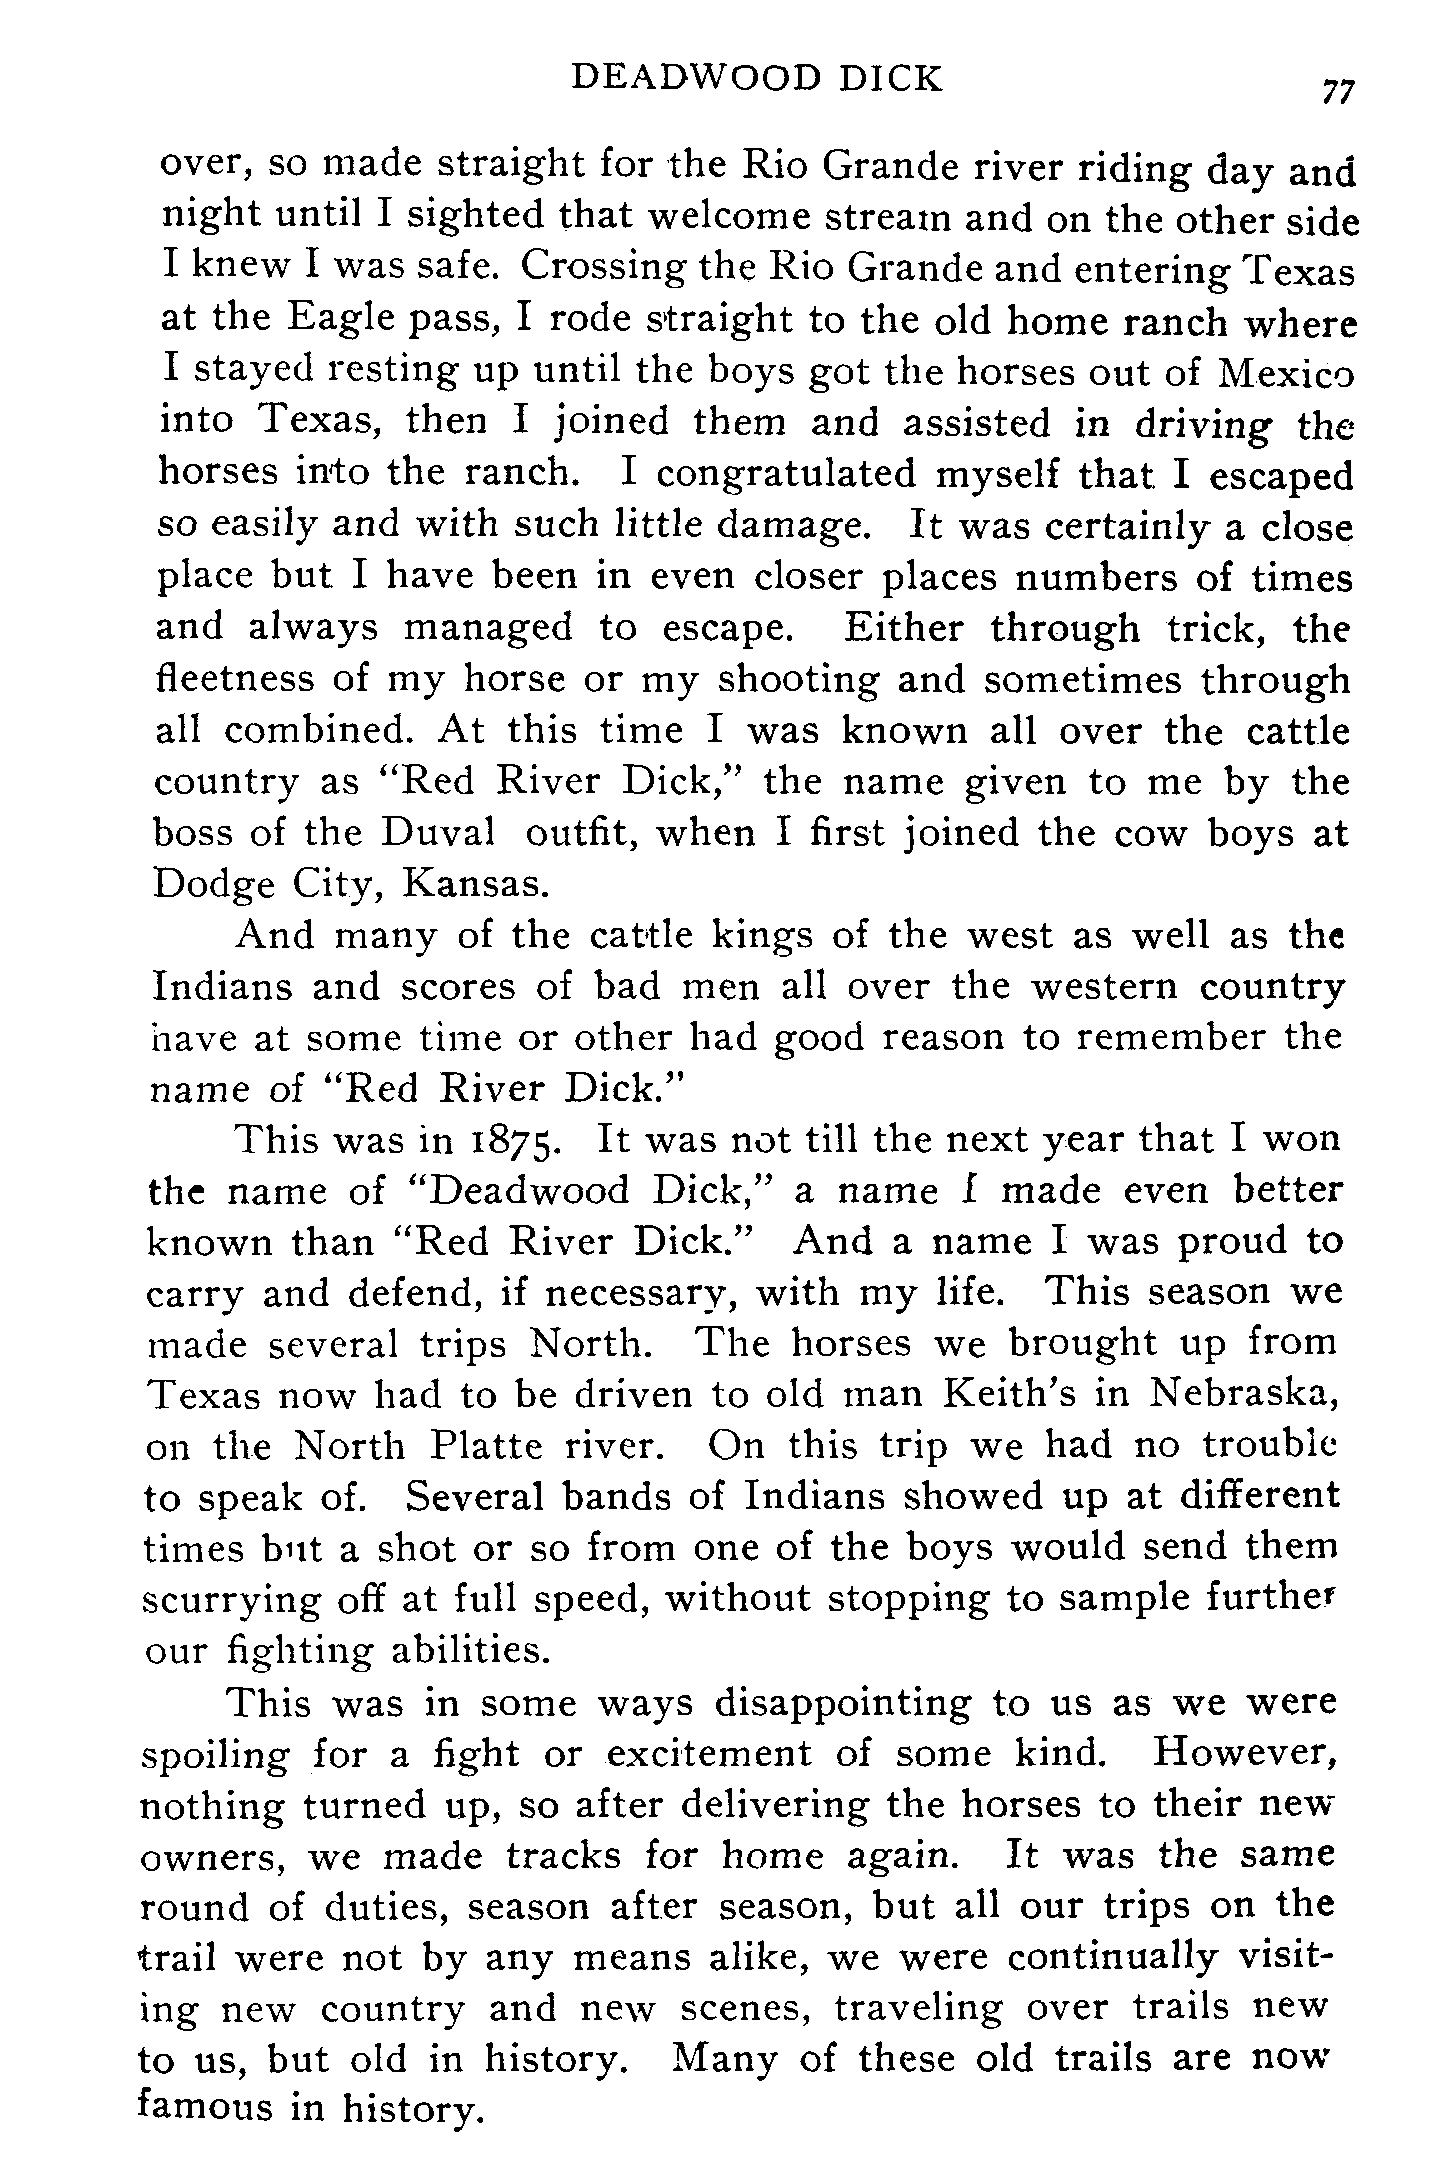 DEADWOOD DICK
77
over, so made straight for the Rio Grande river riding day and
night until I sighted that welcome stream and on the other side
I knew I was safe. Crossing the Rio Grande and entering Texas
at the Eagle pass, I rode straight to the old home ranch where
I stayed resting up until the boys got the horses out of Mexico
into Texas, then I joined them and assisted in driving the
horses into the ranch. I congratulated myself that I escaped
so easily and with such little damage. It was certainly a close
place but I have been in even closer places numbers of times
and always managed to escape. Either through trick, the
fleetness of my horse or my shooting and sometimes through
all combined. At this time I was known all over the cattle
country as “Red River Dick,” the name given to me by the
boss of the Duval outfit, when I first joined the cow boys at
Dodge City, Kansas.
And many of the cattle kings of the west as well as the
Indians and scores of bad men all over the western country
have at some time or other had good reason to remember the
name of “Red River Dick.”
This was in 1875. It was not till the next year that I won
the name of “Deadwood Dick,” a name I made even better
known than “Red River Dick.” And a name I was proud to
carry and defend, if necessary, with my life. This season we
made several trips North. The horses we brought up from
Texas now had to be driven to old man Keith’s in Nebraska,
on the North Platte river. On this trip we had no trouble
to speak of. Several bands of Indians showed up at different
times but a shot or so from one of the boys would send them
scurrying off at full speed, without stopping to sample further
our fighting abilities.
This was in some ways disappointing to us as we were
spoiling for a fight or excitement of some kind. However,
nothing turned up, so after delivering the horses to their new
owners, we made tracks for home again. It was the same
round of duties, season after season, but all our trips on the
trail were not by any means alike, we were continually visit-
ing new country and new scenes, traveling over trails new
to us, but old in history. Many of these old trails are now
famous in history.